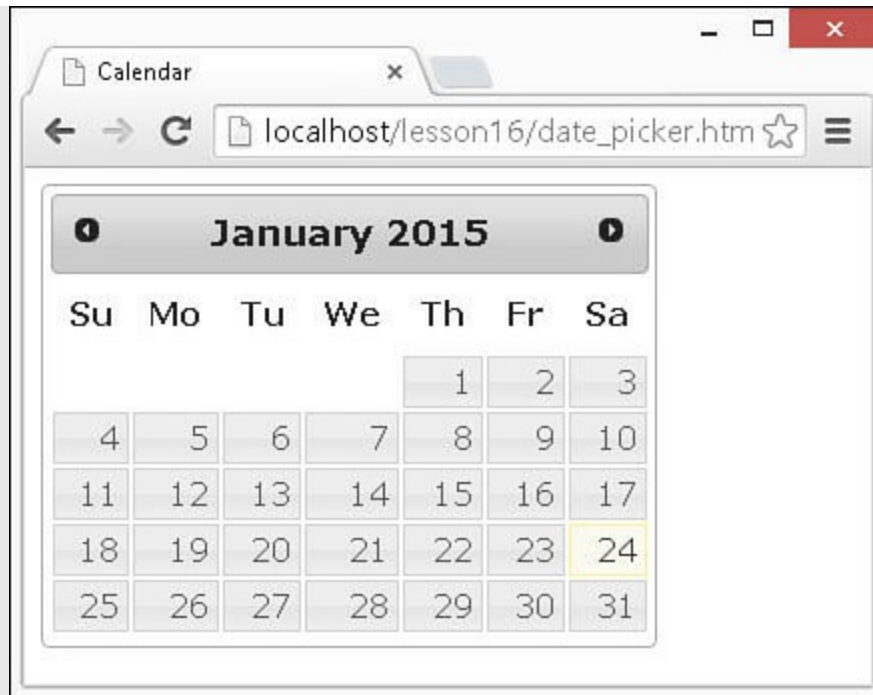 Calendar
localhost/lesson16/date_picker.htm
January 2015
Su Mo Tu We Th Fr Sa
1 2 3
4 5 6 7 8 9 10
11 12 13 14 15 16 17
18 19 20 21 22 23 24
25 26 27 28 29 30 31